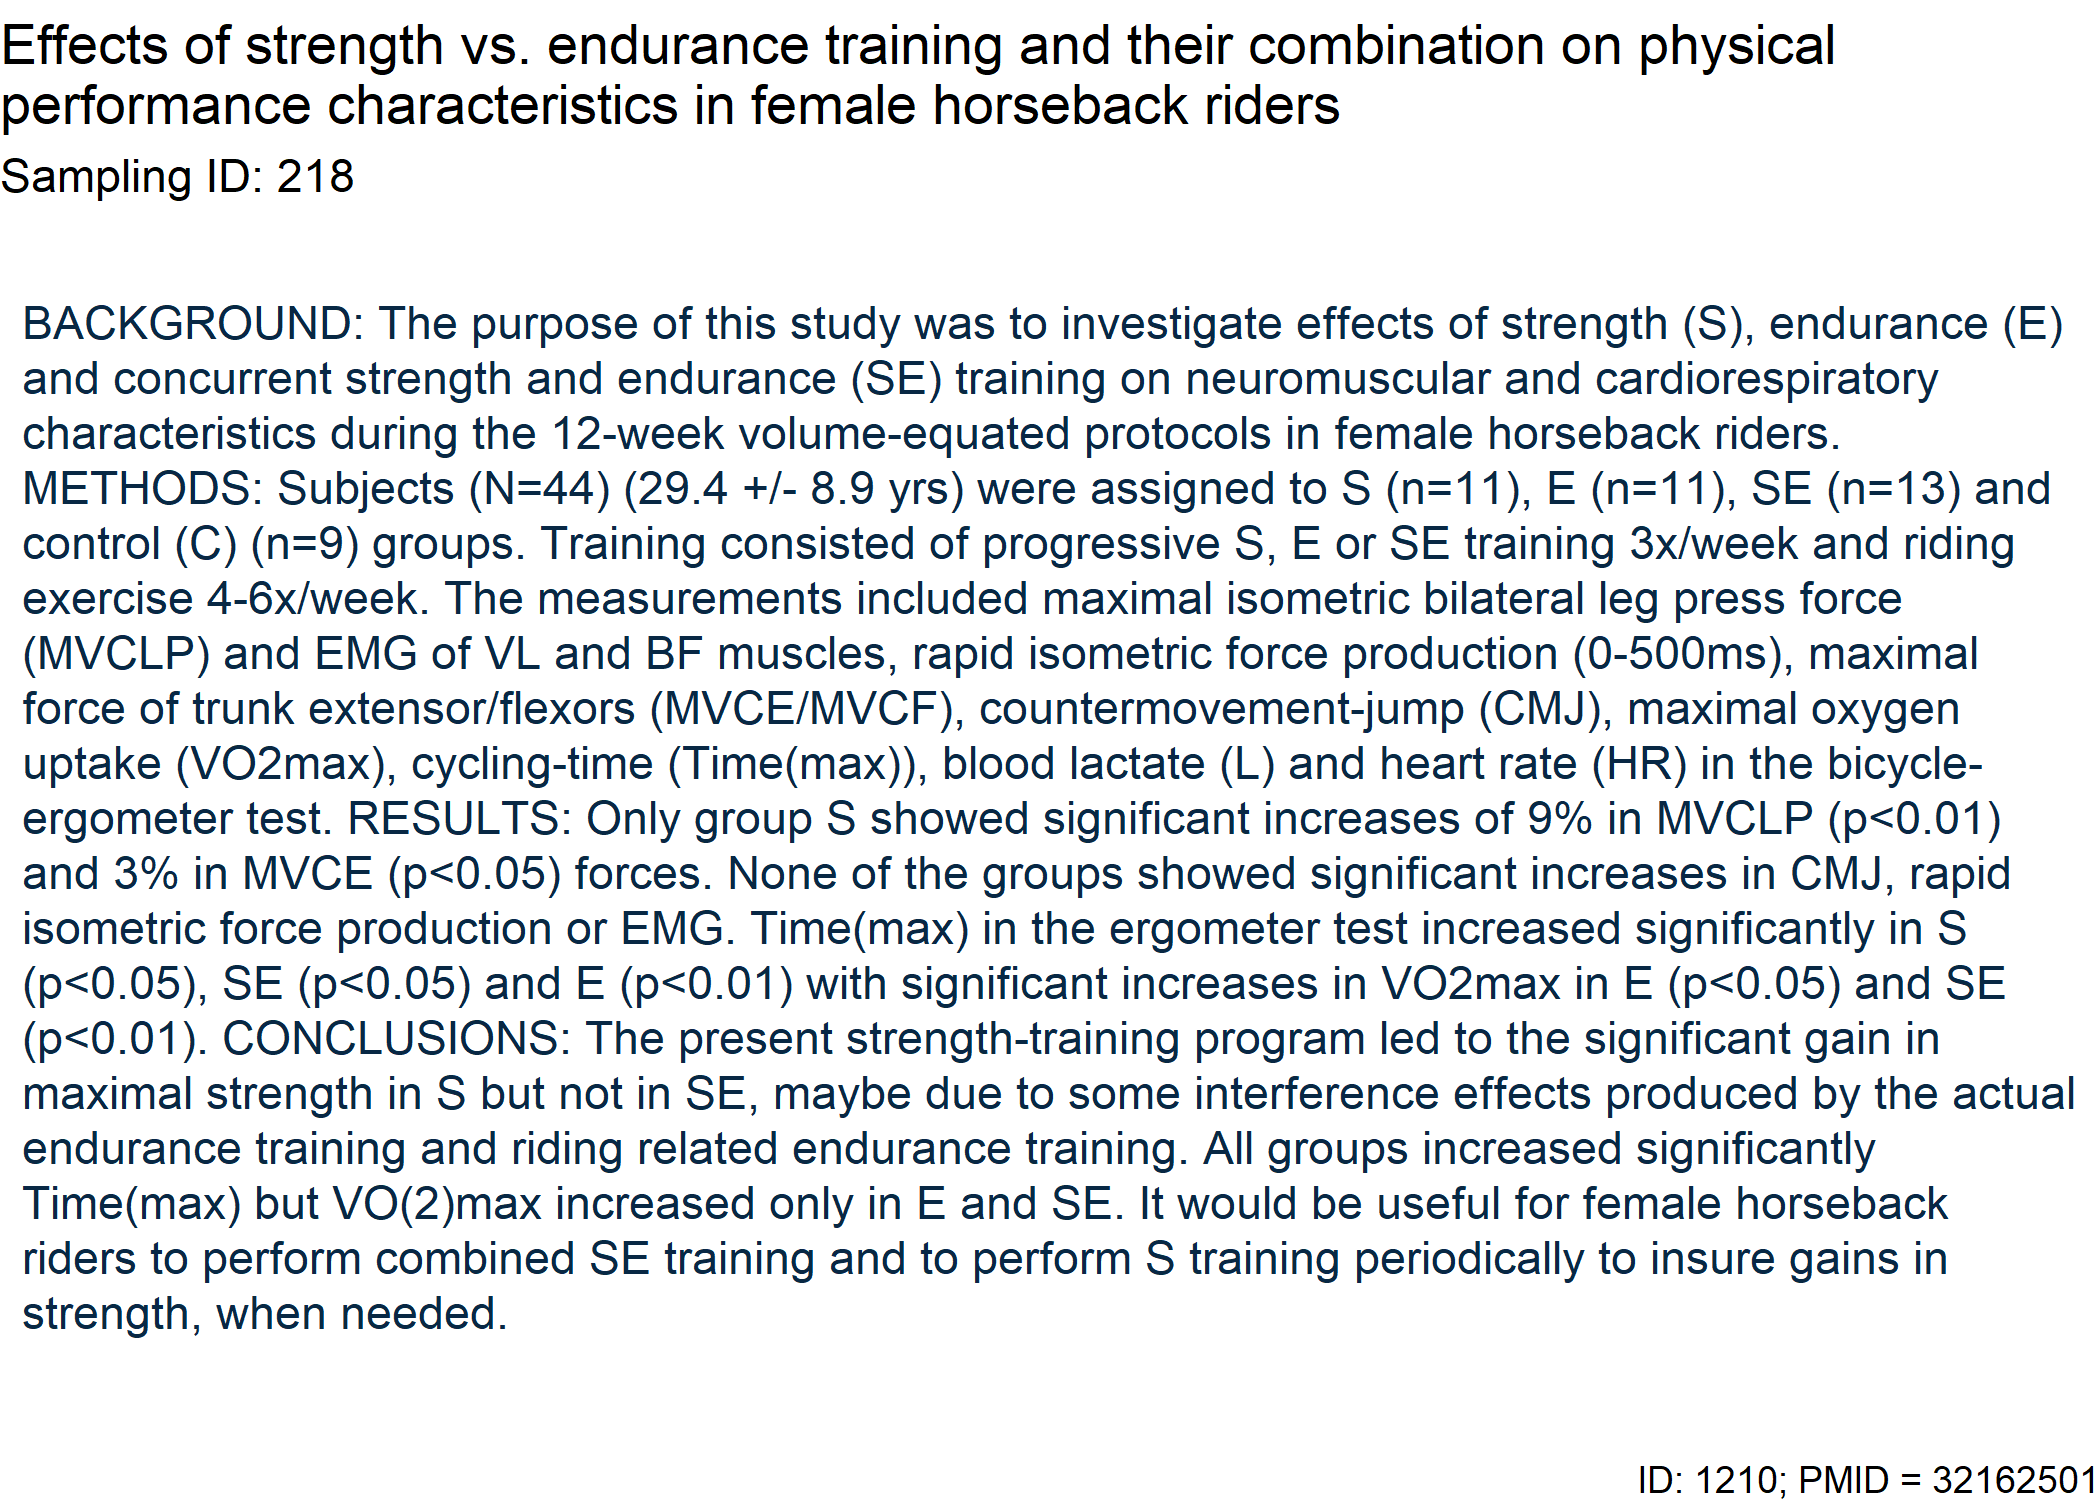 Effects of strength vs. endurance training and their combination on physical
performance characteristics in female horseback riders
Sampling ID: 218
BACKGROUND: The purpose of this study was to investigate effects of strength (S), endurance (E)
and concurrent strength and endurance (SE) training on neuromuscular and cardiorespiratory
characteristics during the 12-week volume-equated protocols in female horseback riders.
METHODS: Subjects (N=44) (29.4 +/- 8.9 yrs) were assigned to S (n=11), E (n=11), SE (n=13) and
control (C) (n=9) groups. Training consisted of progressive S, E or SE training 3x/week and riding
exercise 4-6x/week. The measurements included maximal isometric bilateral leg press force
(MVCLP) and EMG of VL and BF muscles, rapid isometric force production (0-500ms), maximal
force of trunk extensor/flexors (MVCE/MVCF), countermovement-jump (CMJ), maximal oxygen
uptake (VO2max), cycling-time (Time(max)), blood lactate (L) and heart rate (HR) in the bicycle-
ergometer test. RESULTS: Only group S showed significant increases of 9% in MVCLP (p<0.01)
and 3% in MVCE (p<0.05) forces. None of the groups showed significant increases in CMJ, rapid
isometric force production or EMG. Time(max) in the ergometer test increased significantly in S
(p<0.05), SE (p<0.05) and E (p<0.01) with significant increases in VO2max in E (p<0.05) and SE
(p<0.01). CONCLUSIONS: The present strength-training program led to the significant gain in
maximal strength in S but not in SE, maybe due to some interference effects produced by the actual
endurance training and riding related endurance training. All groups increased significantly
Time(max) but VO(2)max increased only in E and SE. It would be useful for female horseback
riders to perform combined SE training and to perform S training periodically to insure gains in
strength, when needed.
ID: 1210; PMID = 32162501